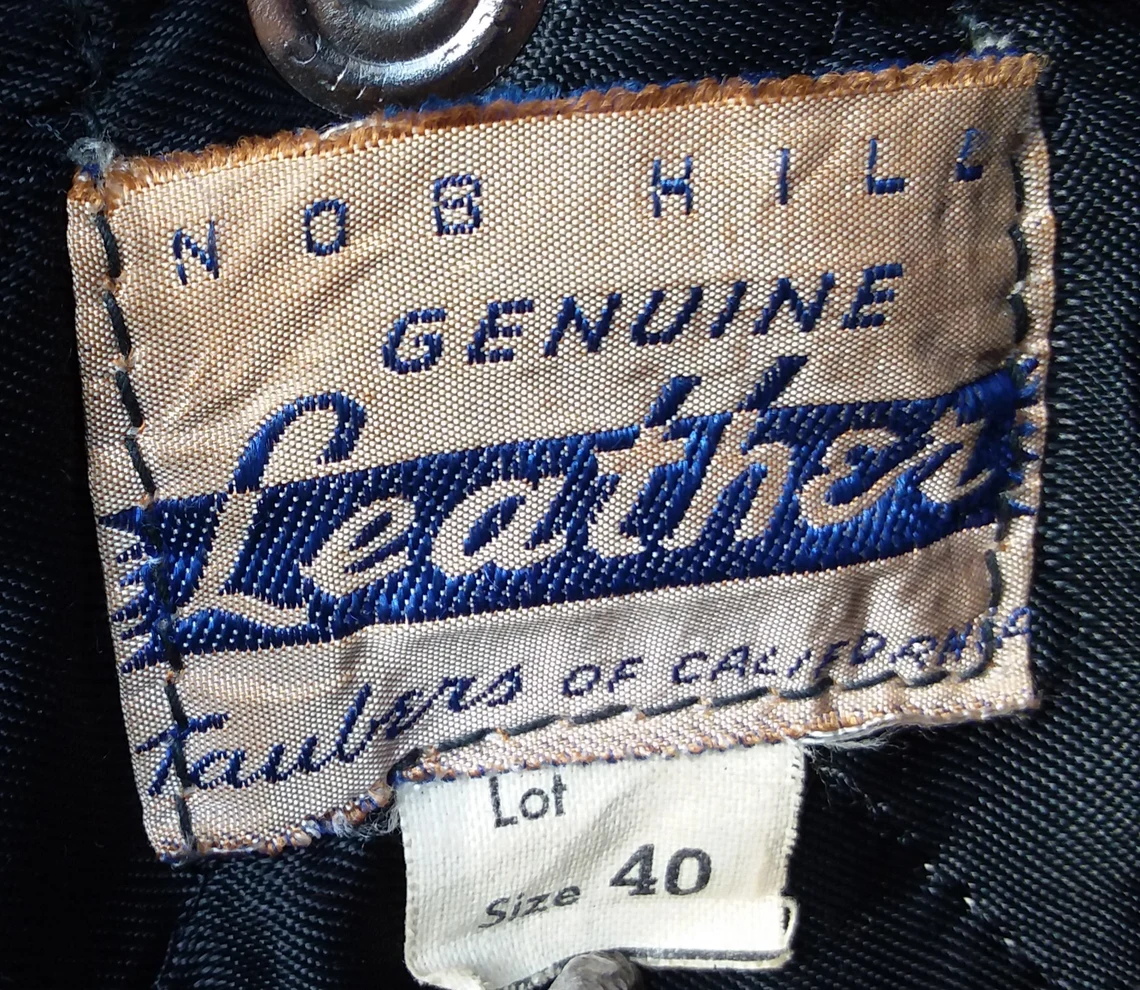 NOB HILL
GENUINE
Leather
Taubers OF CALIFORNIA
Lot
Size 40